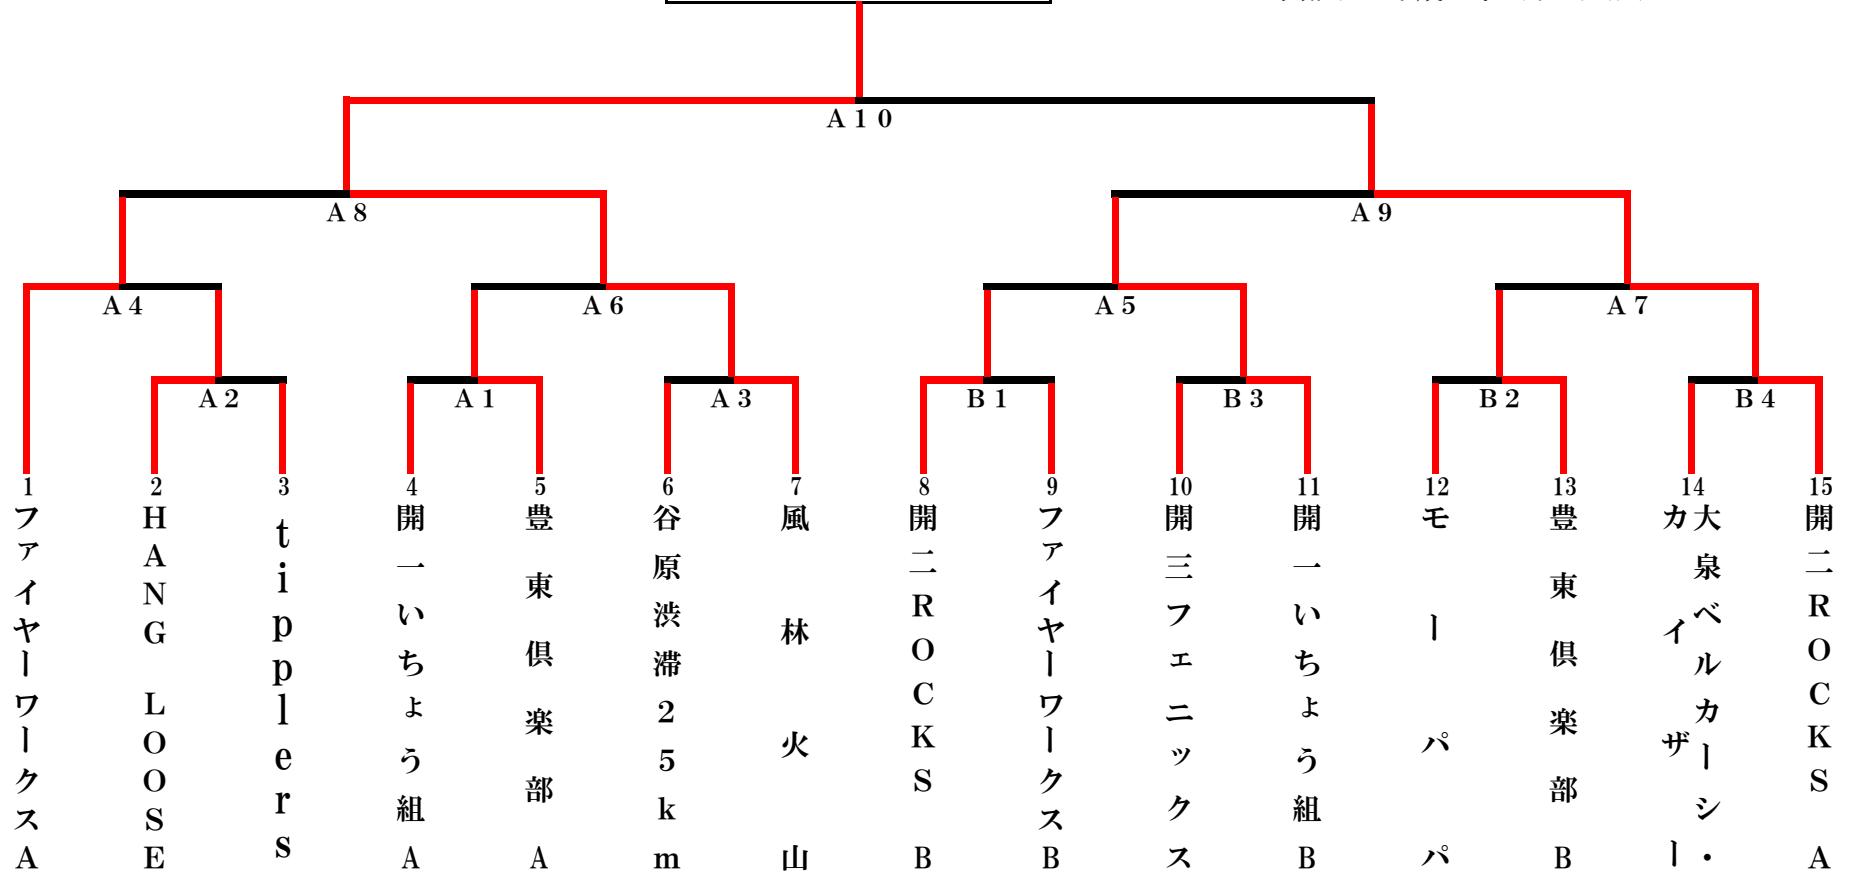 A10
A8
A9
A4
A6
A5
A7
A2
A1
A3
B1
B3
B2
B4
1
2
3
4
5
6
7
8
9
10
11
12
13
14
15
ファイヤーワークスA
HANG LOOSE
tipplers
開一いちょう組A
豊東倶楽部A
谷原渋滞25km
風林火山
開二ROCKS B
ファイヤーワークスB
開三フェニックス
開一いちょう組B
モーパパ
豊東倶楽部B
大泉ベルカーシ・
カイザー
開二ROCKS A